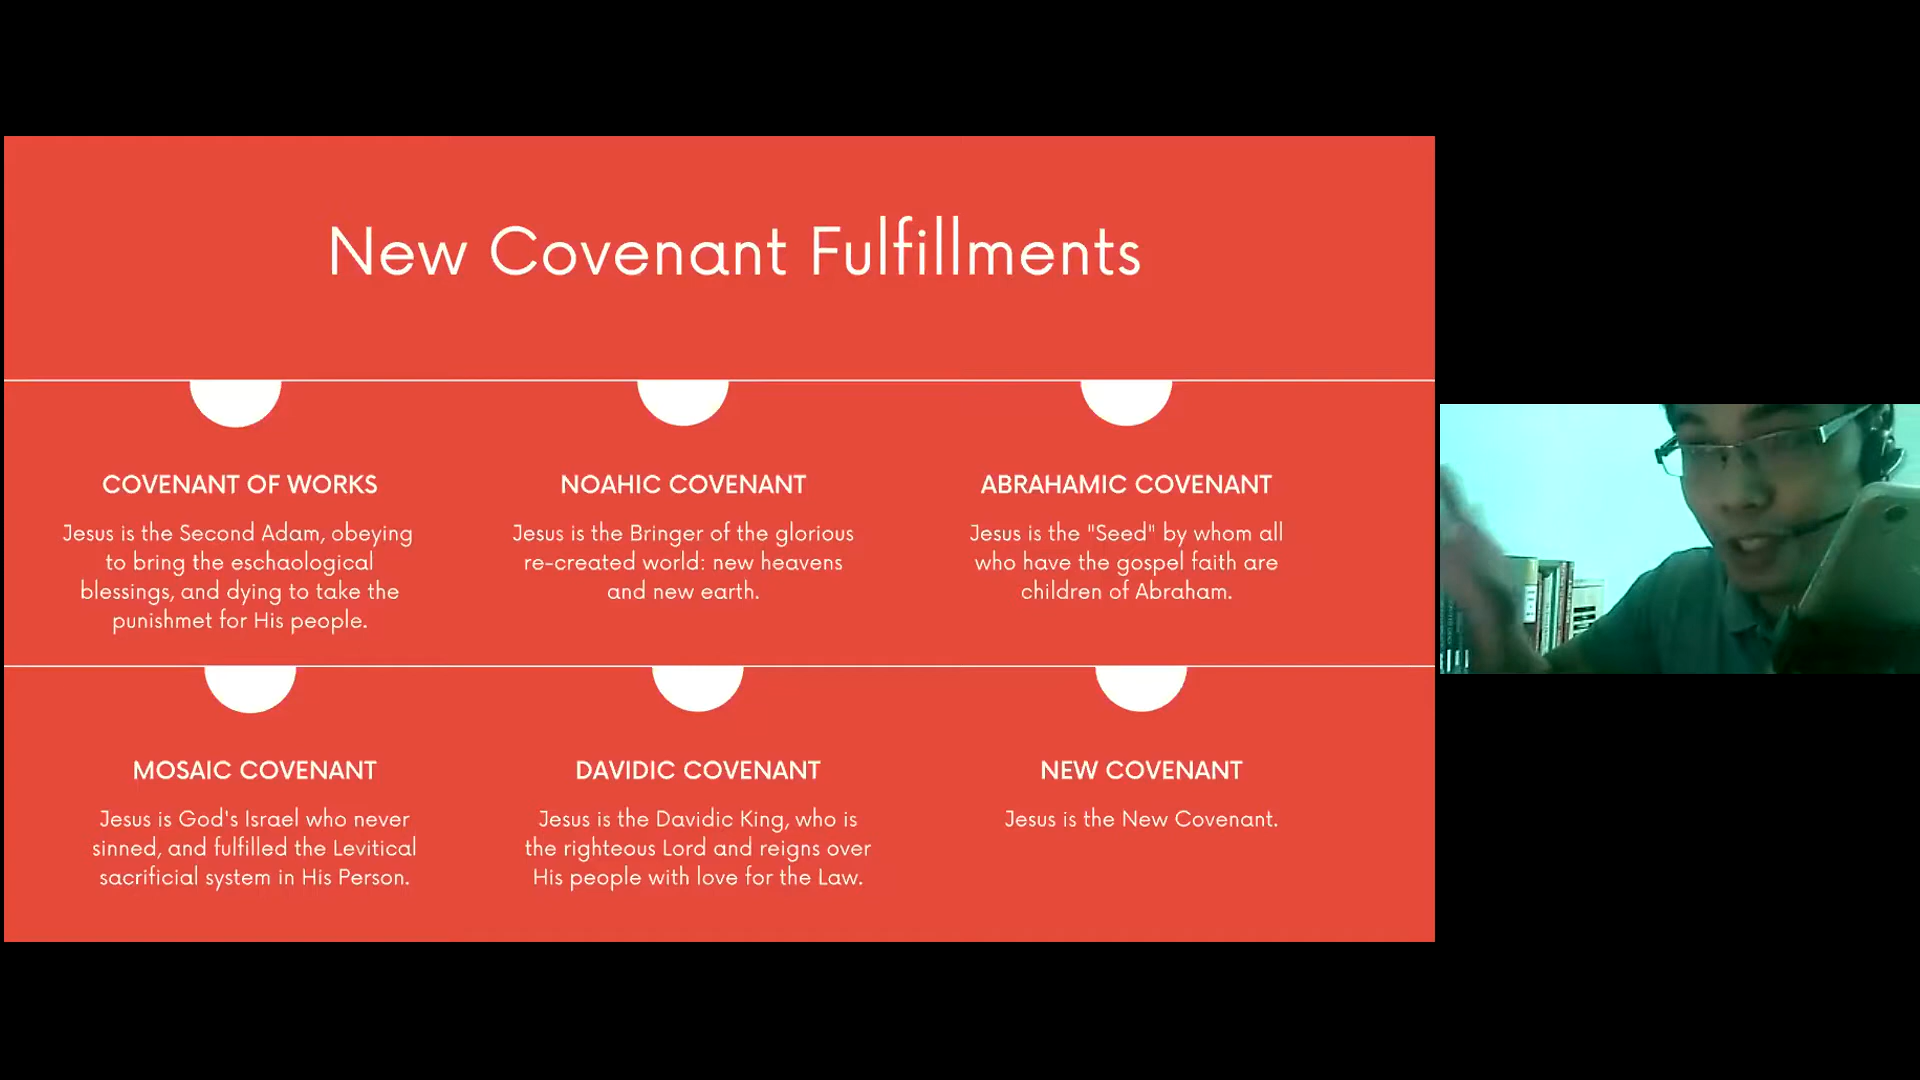 New Covenant Fulfillments
COVENANT OF WORKS
Jesus is the Second Adam, obeying
to bring the eschaological
blessings, and dying to take the
punishmet for His people.
NOAHIC COVENANT
Jesus is the Bringer of the glorious
re-created world: new heavens
and new earth.
ABRAHAMIC COVENANT
Jesus is the "Seed" by whom all
who have the gospel faith are
children of Abraham.
MOSAIC COVENANT
Jesus is God's Israel who never
sinned, and fulfilled the Levitical
sacrificial system in His Person.
DAVIDIC COVENANT
Jesus is the Davidic King, who is
the righteous Lord and reigns over
His people with love for the Law.
NEW COVENANT
Jesus is the New Covenant.